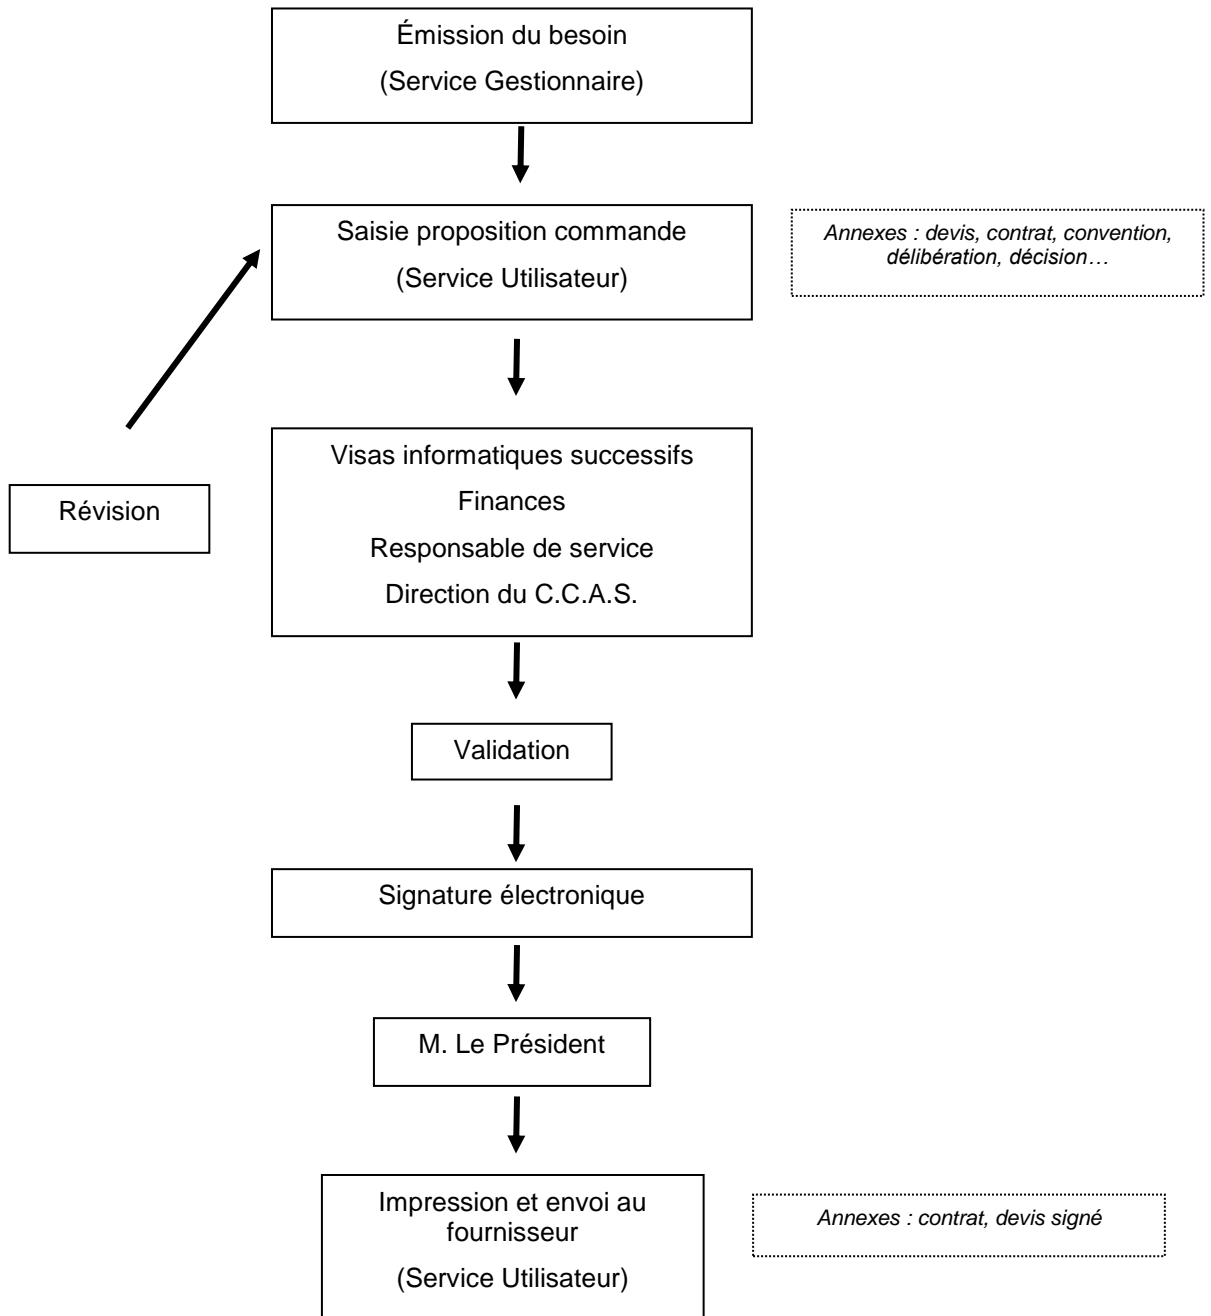 Émission du besoin
(Service Gestionnaire)
Saisie proposition commande
(Service Utilisateur)
Annexes : devis, contrat, convention,
délibération, décision…
Visas informatiques successifs
Finances
Responsable de service
Direction du C.C.A.S.
Révision
Validation
Signature électronique
M. Le Président
Impression et envoi au
fournisseur
(Service Utilisateur)
Annexes : contrat, devis signé